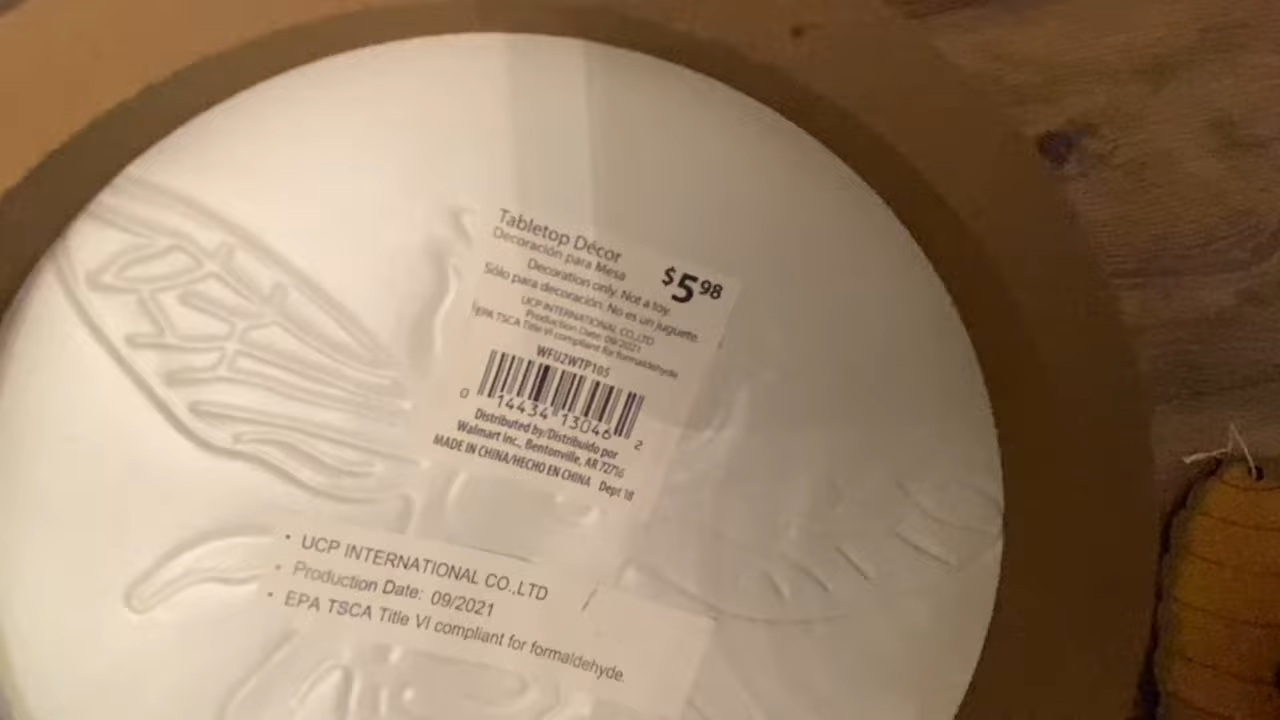 Tabletop Décor
Decoración para Mesa
$5 98
Decoration only. Not a toy.
Sólo para decoración. No es un juguete.
UCP INTERNATIONAL CO.,LTD
Production Date: 09/2021
EPA TSCA Title VI compliant for formaldehyde
WFU2WTP105
0 14434 13046 2
Distributed by/Distribuido por
Walmart Inc., Bentonville, AR 72716
MADE IN CHINA/HECHO EN CHINA Dept 18
• UCP INTERNATIONAL CO.,LTD
• Production Date: 09/2021
• EPA TSCA Title VI compliant for formaldehyde.